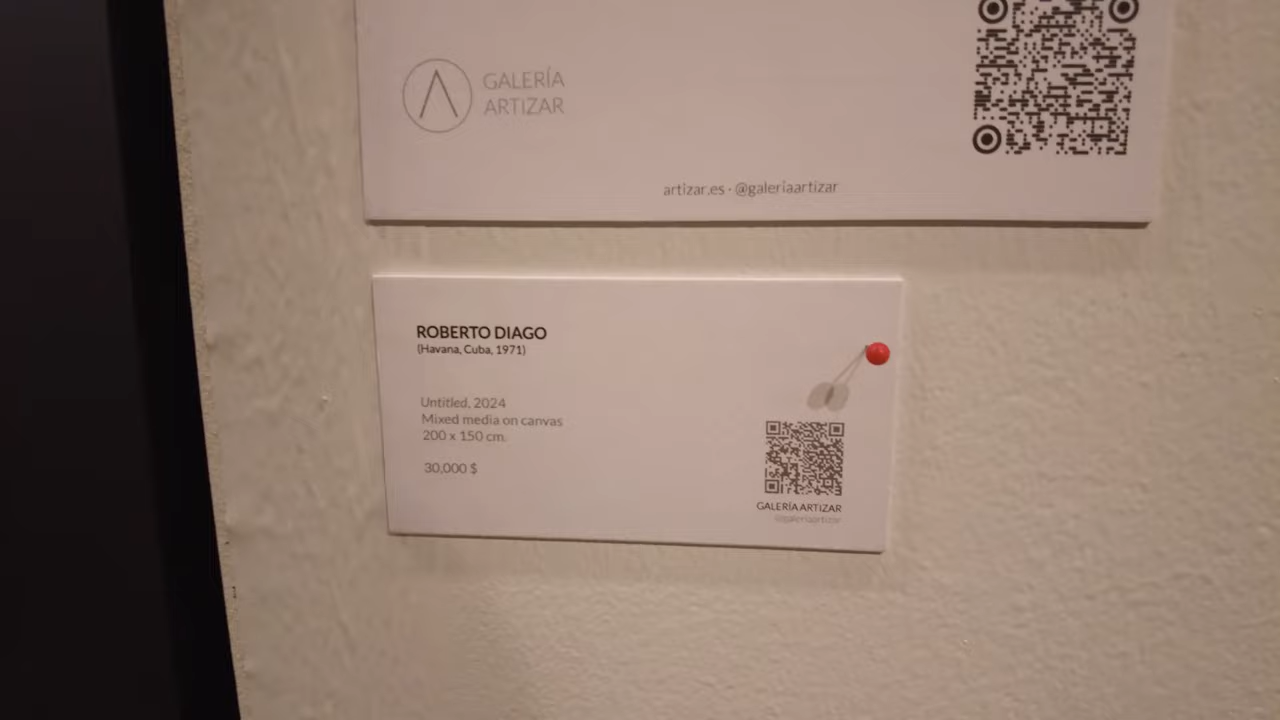 GALERÍA
ARTIZAR
artizar.es · @galeriaartizar
ROBERTO DIAGO
(Havana, Cuba, 1971)
Untitled, 2024
Mixed media on canvas
200 x 150 cm.
30,000 $
GALERÍA ARTIZAR
@galeriaartizar